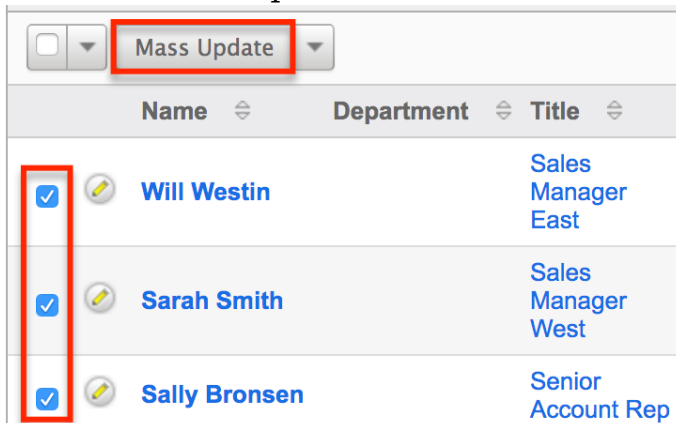 Mass Update
Name Department Title
Will Westin Sales
Manager
East
Sarah Smith Sales
Manager
West
Sally Bronsen Senior
Account Rep